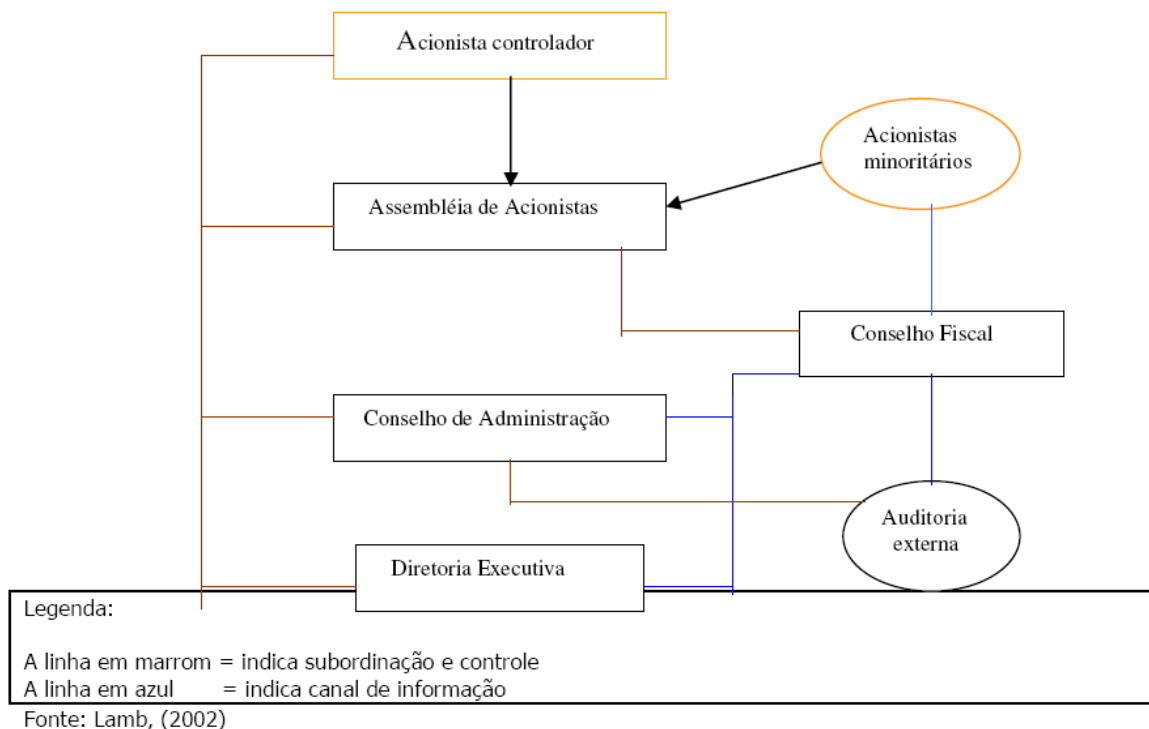 Acionista controlador
Acionistas
minoritários
Assembléia de Acionistas
Conselho Fiscal
Conselho de Administração
Auditoria
externa
Diretoria Executiva
Legenda:
A linha em marrom = indica subordinação e controle
A linha em azul = indica canal de informação
Fonte: Lamb, (2002)